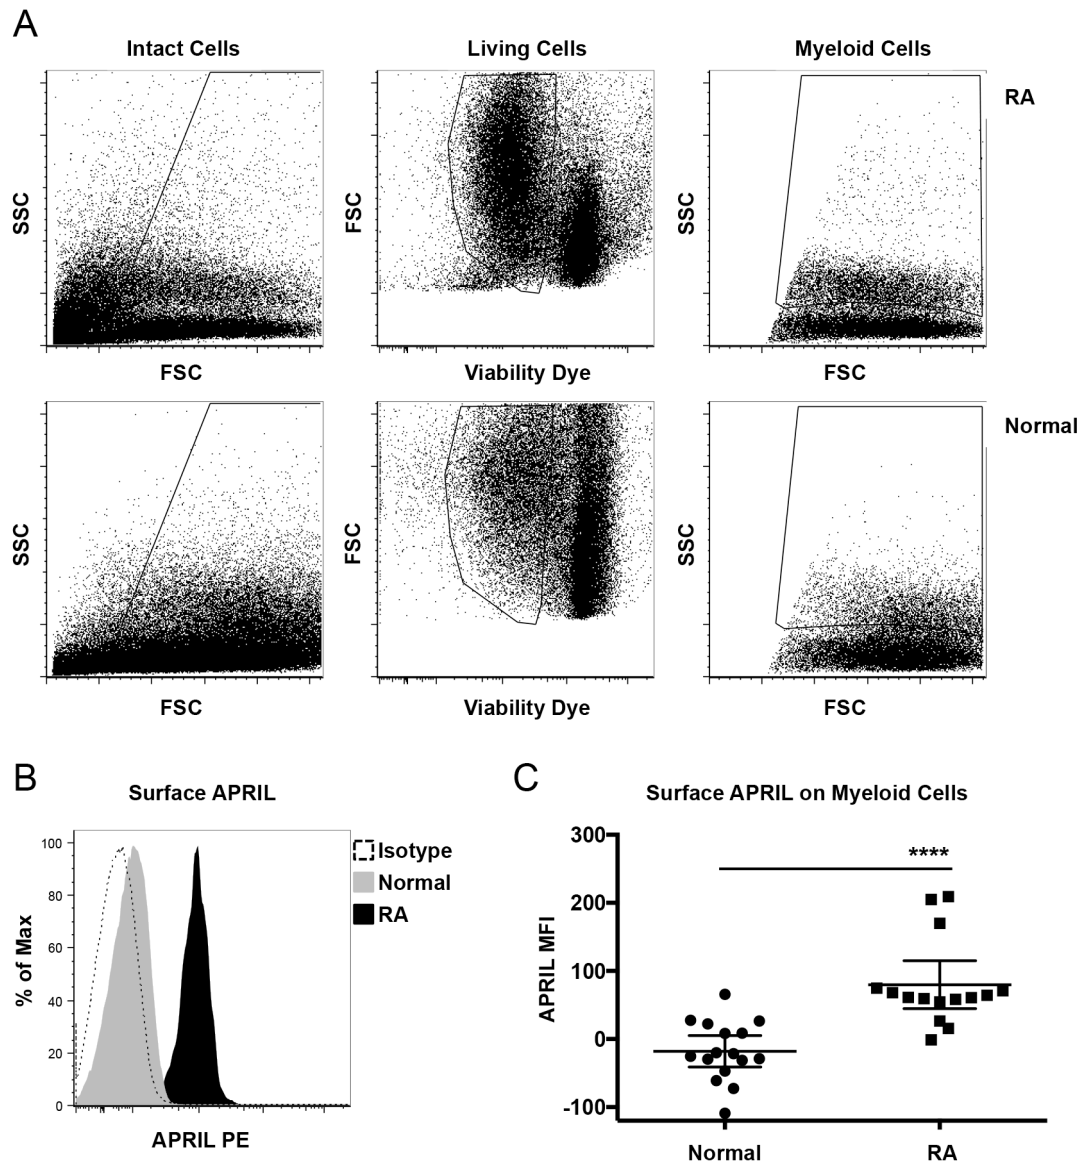 A
Intact Cells
Living Cells
Myeloid Cells
SSC
FSC
SSC
RA
FSC
Viability Dye
FSC
SSC
FSC
SSC
Normal
FSC
Viability Dye
FSC
B
Surface APRIL
% of Max
100
80
60
40
20
0
APRIL PE
Isotype
Normal
RA
C
Surface APRIL on Myeloid Cells
APRIL MFI
300
200
100
0
-100
****
Normal
RA